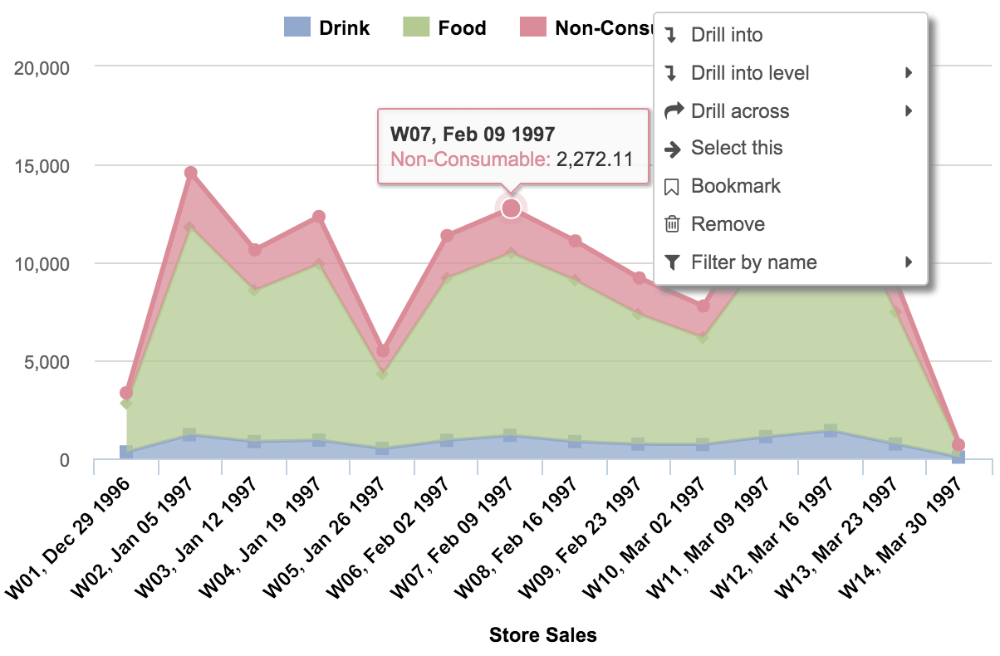 Drink
Food
Non-Consu
Drill into
Drill into level
Drill across
Select this
Bookmark
Remove
Filter by name
W07, Feb 09 1997
Non-Consumable: 2,272.11
20,000
15,000
10,000
5,000
0
W01, Dec 29 1996
W02, Jan 05 1997
W03, Jan 12 1997
W04, Jan 19 1997
W05, Jan 26 1997
W06, Feb 02 1997
W07, Feb 09 1997
W08, Feb 16 1997
W09, Feb 23 1997
W10, Mar 02 1997
W11, Mar 09 1997
W12, Mar 16 1997
W13, Mar 23 1997
W14, Mar 30 1997
Store Sales